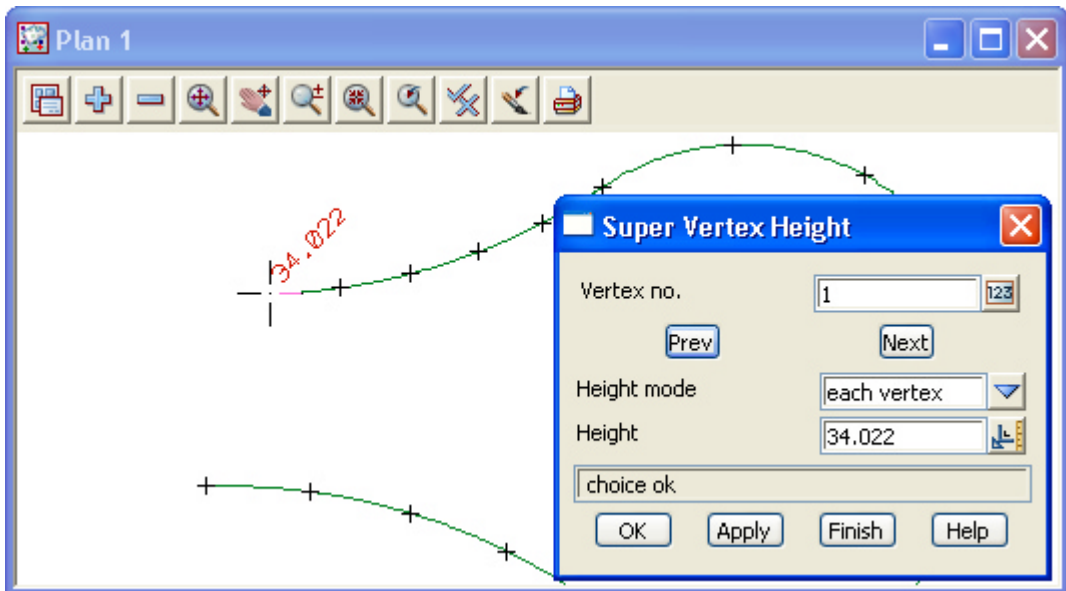 Plan 1
34.022
Super Vertex Height
Vertex no. 1 123
Prev Next
Height mode each vertex
Height 34.022
choice ok
OK Apply Finish Help